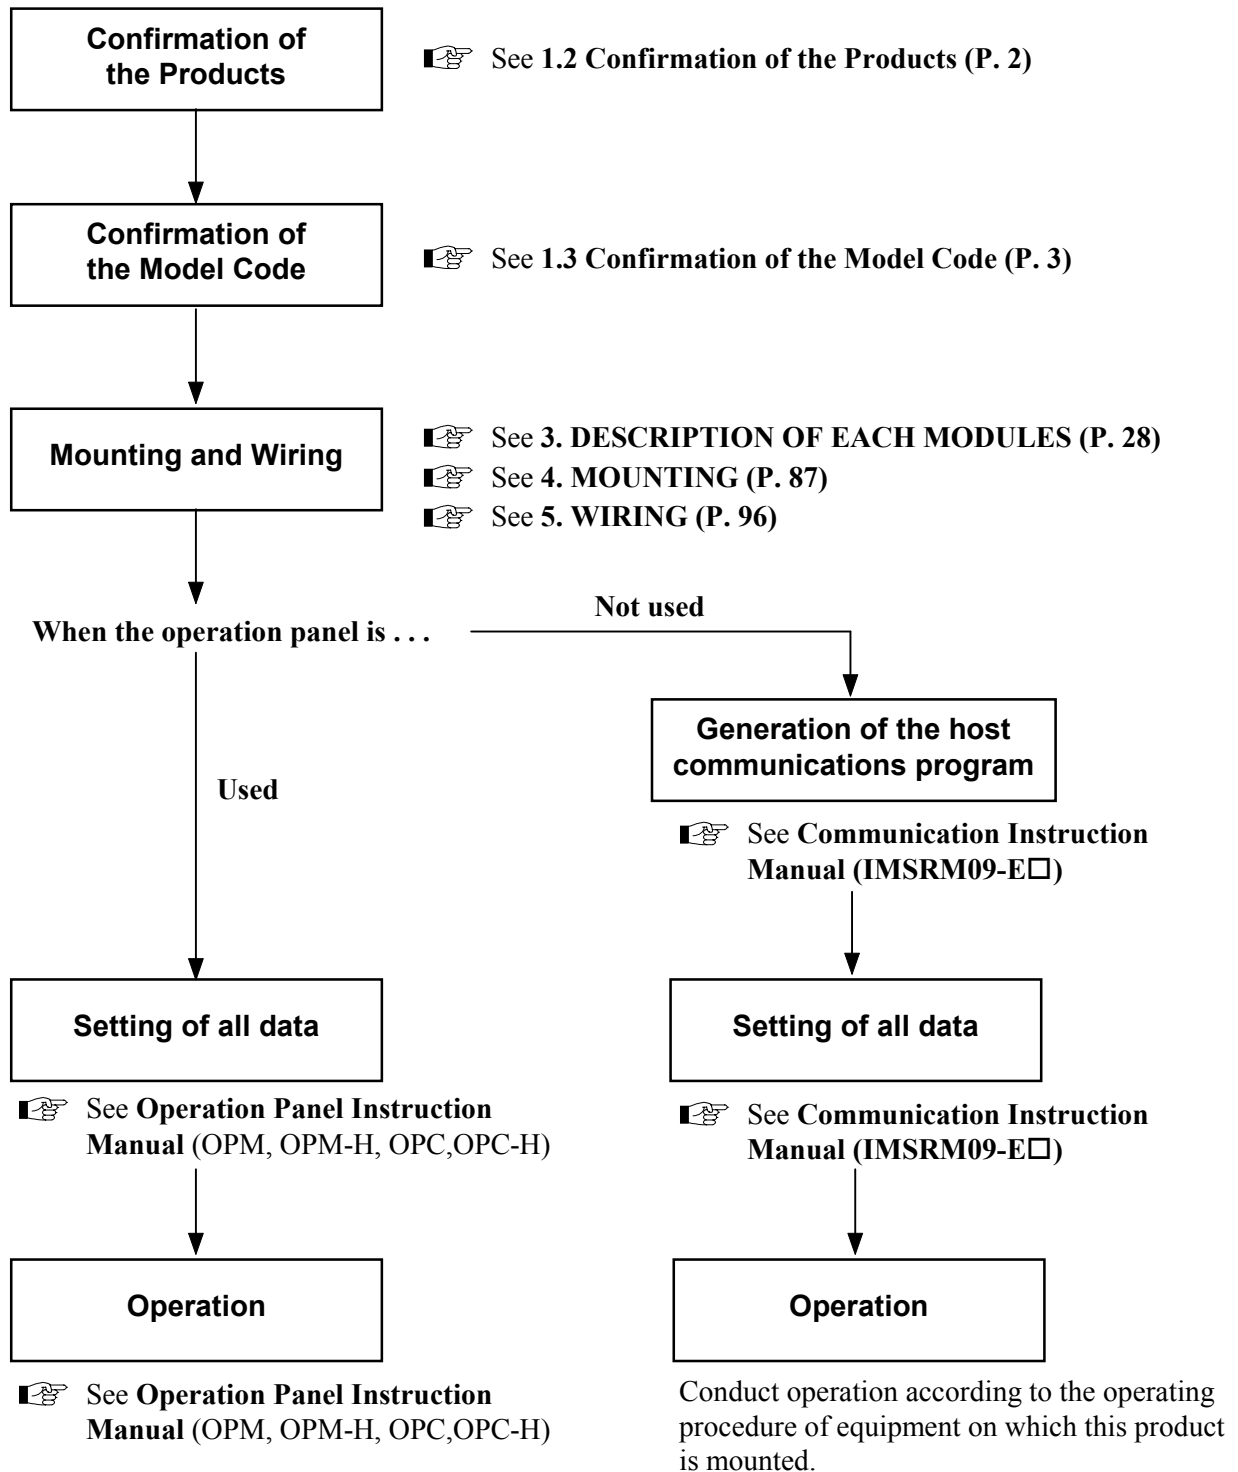 Confirmation of
the Products
See 1.2 Confirmation of the Products (P. 2)
Confirmation of
the Model Code
See 1.3 Confirmation of the Model Code (P. 3)
Mounting and Wiring
See 3. DESCRIPTION OF EACH MODULES (P. 28)
See 4. MOUNTING (P. 87)
See 5. WIRING (P. 96)
When the operation panel is . . .
Not used
Used
Generation of the host
communications program
See Communication Instruction
Manual (IMSRM09-E□)
Setting of all data
See Operation Panel Instruction
Manual (OPM, OPM-H, OPC,OPC-H)
Setting of all data
See Communication Instruction
Manual (IMSRM09-E□)
Operation
See Operation Panel Instruction
Manual (OPM, OPM-H, OPC,OPC-H)
Operation
Conduct operation according to the operating
procedure of equipment on which this product
is mounted.